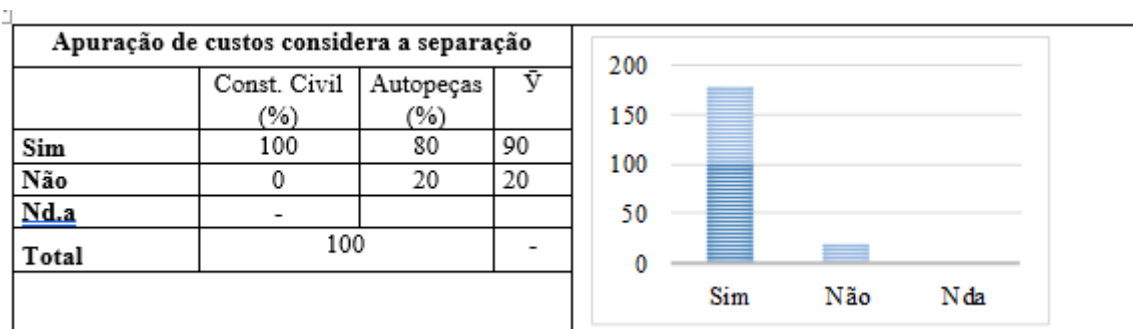 Apuração de custos considera a separação
Const. Civil (%) Autopeças (%) ȳ
Sim 100 80 90
Não 0 20 20
Nd.a -
Total 100 -
200
150
100
50
0
Sim Não Nda